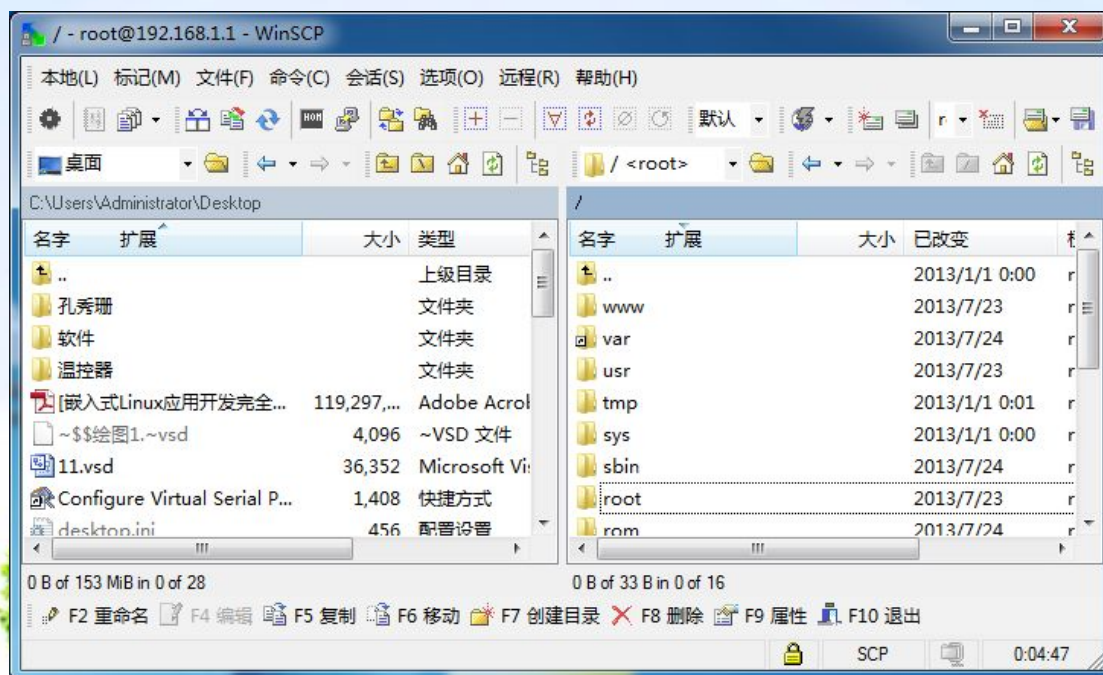 / - root@192.168.1.1 - WinSCP
本地(L) 标记(M) 文件(F) 命令(C) 会话(S) 选项(O) 远程(R) 帮助(H)
默认
桌面 / <root>
C:\Users\Administrator\Desktop /
名字 扩展 大小 类型 名字 扩展 大小 已改变
.. 上级目录 .. 2013/1/1 0:00 r
孔秀珊 文件夹 www 2013/7/23 r
软件 文件夹 var 2013/7/24 r
温控器 文件夹 usr 2013/7/23 r
[嵌入式Linux应用开发完全... 119,297,... Adobe Acrol tmp 2013/1/1 0:01 r
~$$绘图1.~vsd 4,096 ~VSD 文件 sys 2013/1/1 0:00 r
11.vsd 36,352 Microsoft Vi: sbin 2013/7/24 r
Configure Virtual Serial P... 1,408 快捷方式 root 2013/7/23 r
desktop.ini 456 配置设置 rom 2013/7/24 r
0 B of 153 MiB in 0 of 28 0 B of 33 B in 0 of 16
F2 重命名 F4 编辑 F5 复制 F6 移动 F7 创建目录 F8 删除 F9 属性 F10 退出
SCP 0:04:47